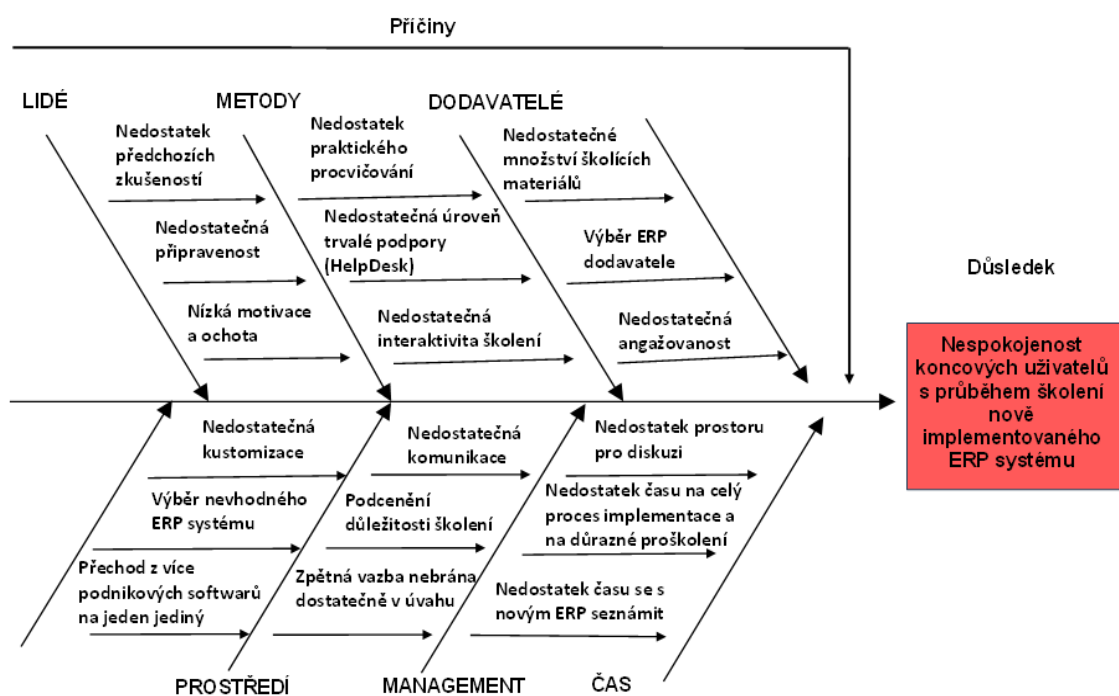 Příčiny
LIDÉ
METODY
DODAVATELÉ
Nedostatek
předchozích
zkušeností
Nedostatečná
připravenost
Nízká motivace
a ochota
Nedostatek
praktického
procvičování
Nedostatečná úroveň
trvalé podpory
(HelpDesk)
Nedostatečná
interaktivita školení
Nedostatečné
množství školících
materiálů
Výběr ERP
dodavatele
Nedostatečná
angažovanost
Důsledek
Nespokojenost
koncových uživatelů
s průběhem školení
nově
implementovaného
ERP systému
Nedostatečná
kustomizace
Výběr nevhodného
ERP systému
Přechod z více
podnikových softwarů
na jeden jediný
Nedostatečná
komunikace
Podcenění
důležitosti školení
Zpětná vazba nebrána
dostatečně v úvahu
Nedostatek prostoru
pro diskuzi
Nedostatek času na celý
proces implementace a
na důrazné proškolení
Nedostatek času se s
novým ERP seznámit
PROSTŘEDÍ
MANAGEMENT
ČAS